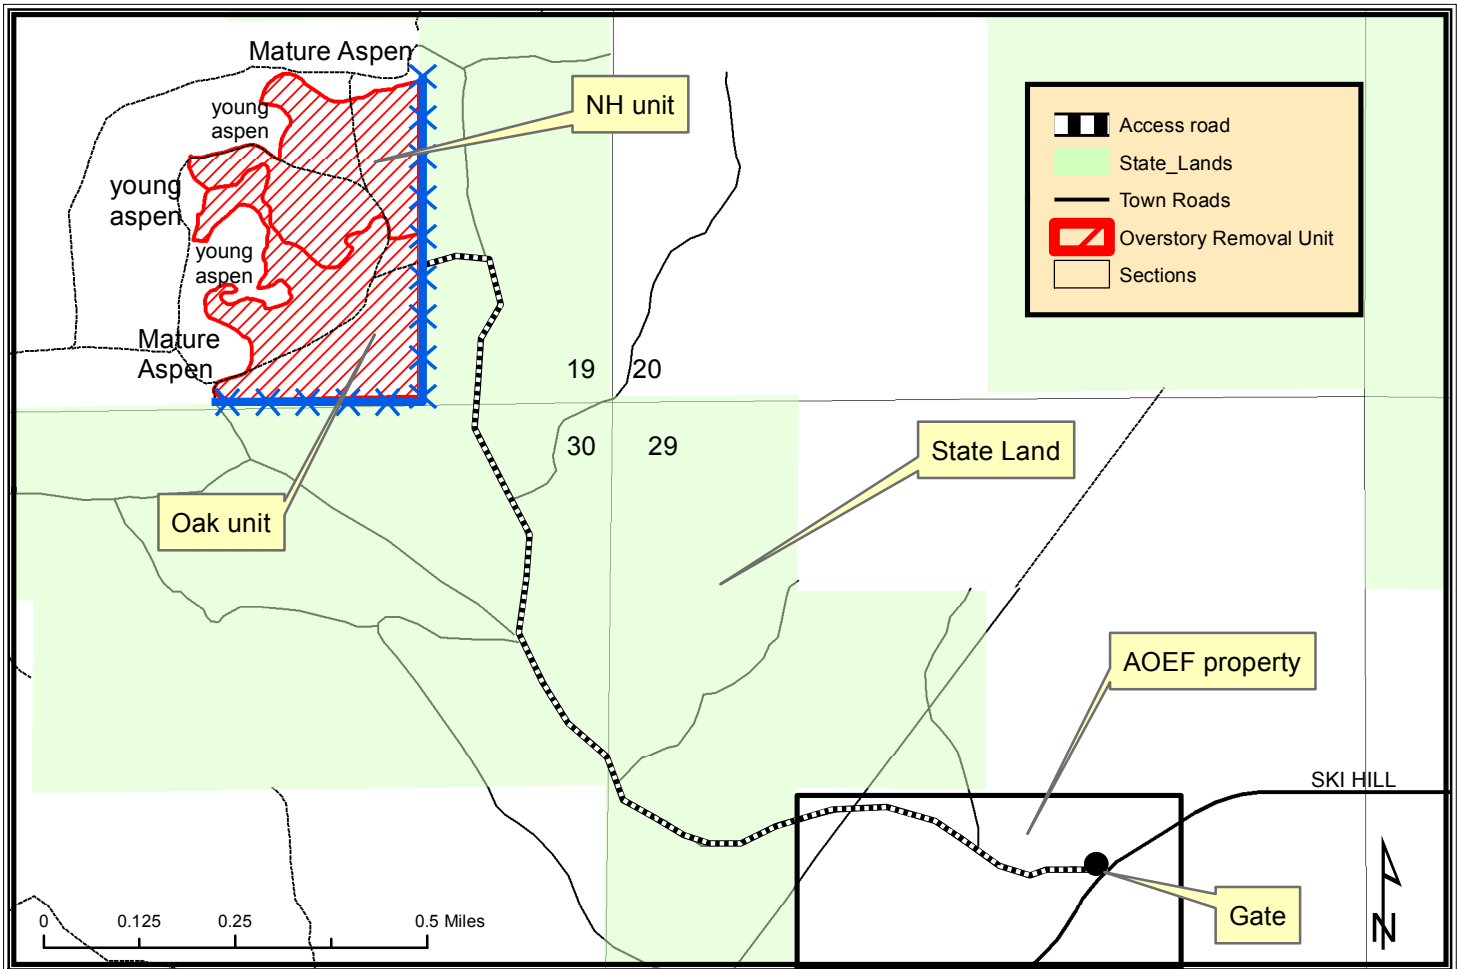 Mature Aspen
young
aspen
NH unit
young
aspen
young
aspen
Mature
Aspen
Access road
State_Lands
Town Roads
Overstory Removal Unit
Sections
19
20
30
29
State Land
Oak unit
AOEF property
SKI HILL
Gate
0
0.125
0.25
0.5 Miles
N